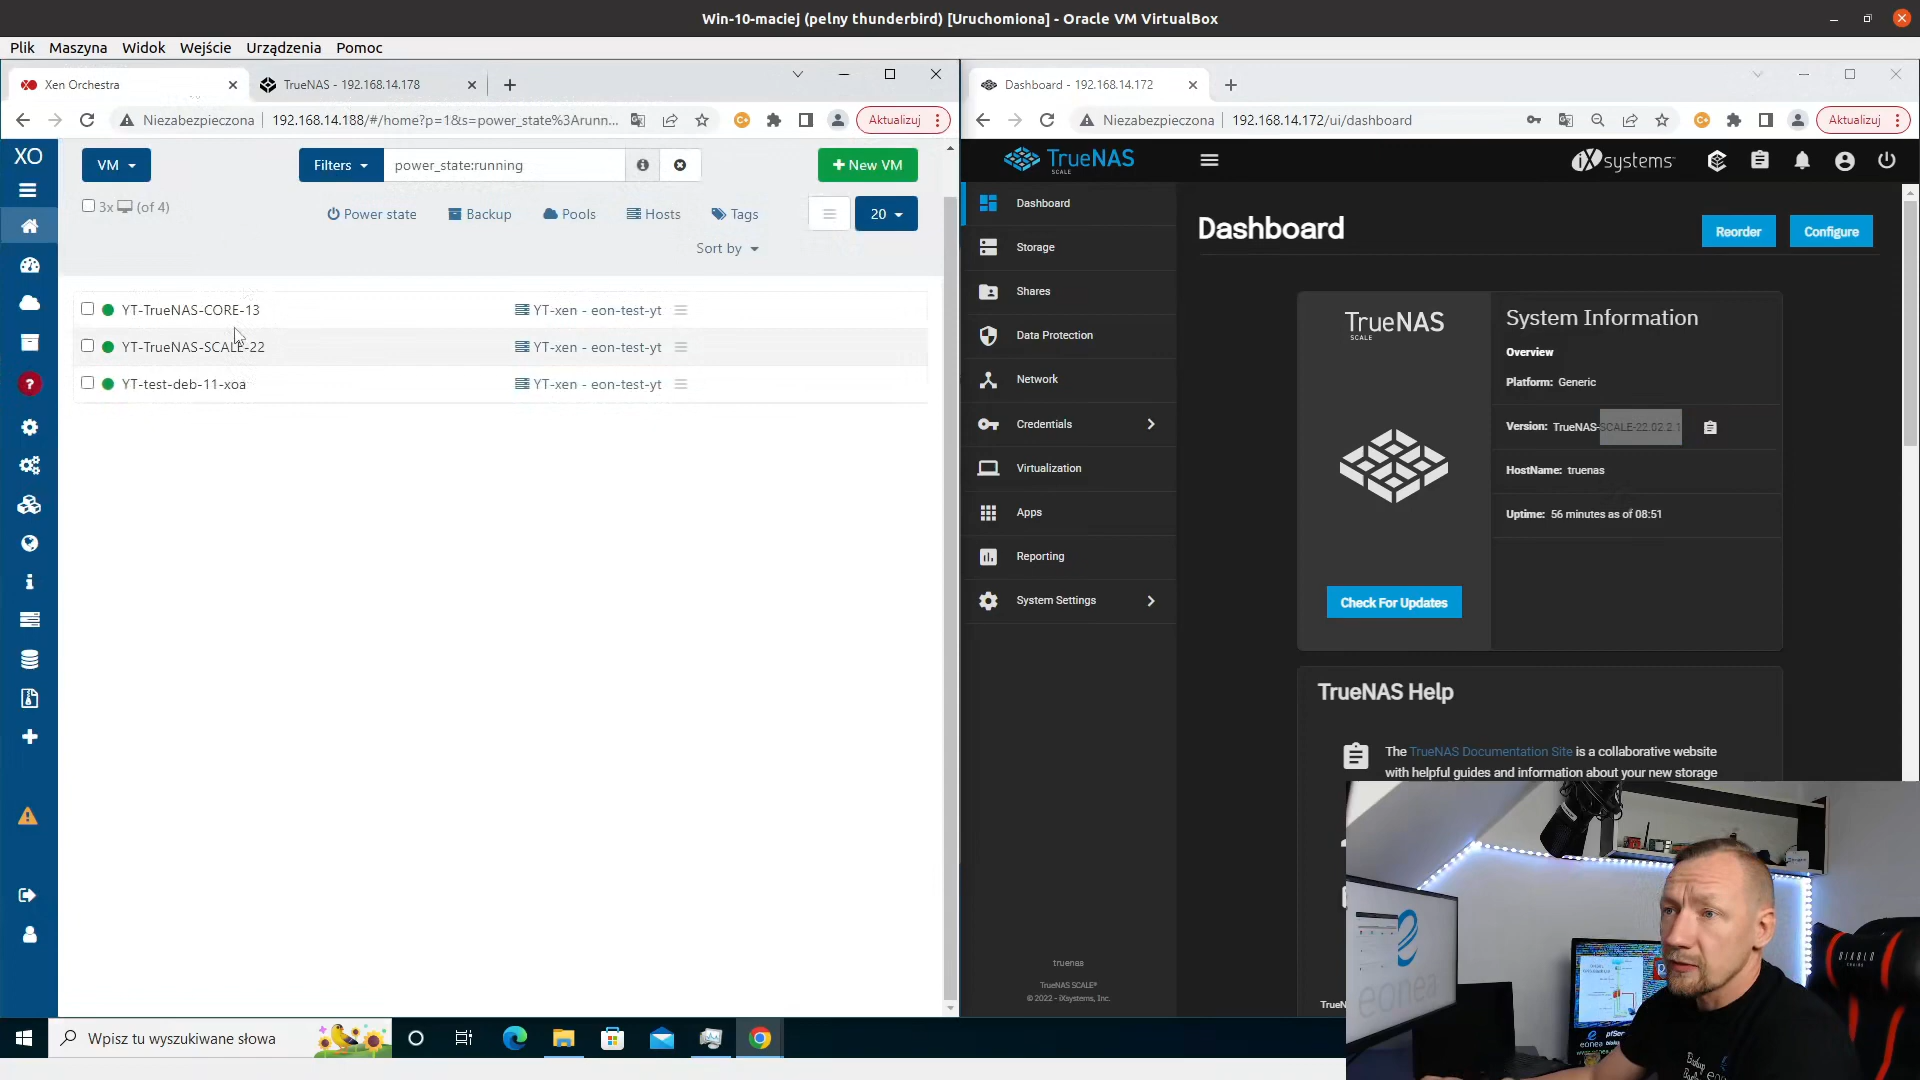 Win-10-maciej (pelny thunderbird) [Uruchomiona] - Oracle VM VirtualBox
Plik Maszyna Widok Wejście Urządzenia Pomoc
Xen Orchestra
TrueNAS - 192.168.14.178
Niezabezpieczona 192.168.14.188/#/home?p=1&s=power_state%3Arunn... Aktualizuj
XO
VM
Filters
power_state:running
New VM
3x (of 4)
Power state Backup Pools Hosts Tags
20
Sort by
YT-TrueNAS-CORE-13 YT-xen - eon-test-yt
YT-TrueNAS-SCALE-22 YT-xen - eon-test-yt
YT-test-deb-11-xoa YT-xen - eon-test-yt
Dashboard - 192.168.14.172
Niezabezpieczona 192.168.14.172/ui/dashboard Aktualizuj
TrueNAS
SCALE
iXsystems
Dashboard
Storage
Shares
Data Protection
Network
Credentials
Virtualization
Apps
Reporting
System Settings
truenas
TrueNAS SCALE®
© 2022 - iXsystems, Inc.
Dashboard
Reorder
Configure
TrueNAS
SCALE
Check For Updates
System Information
Overview
Platform: Generic
Version: TrueNAS-SCALE-22.02.2.1
HostName: truenas
Uptime: 56 minutes as of 08:51
TrueNAS Help
The TrueNAS Documentation Site is a collaborative website
with helpful guides and information about your new storage
TrueN
eonea
DIABLO
pfSen
eonea
Backup
Wpisz tu wyszukiwane słowa